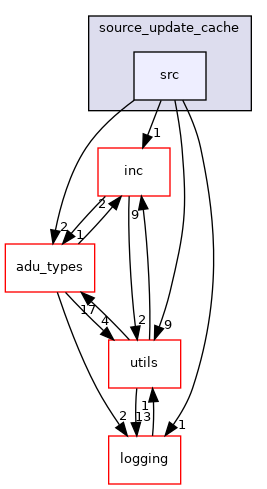 source_update_cache
src
1
inc
2
9
2
1
adu_types
17
4
2
9
utils
1
13
2
1
logging